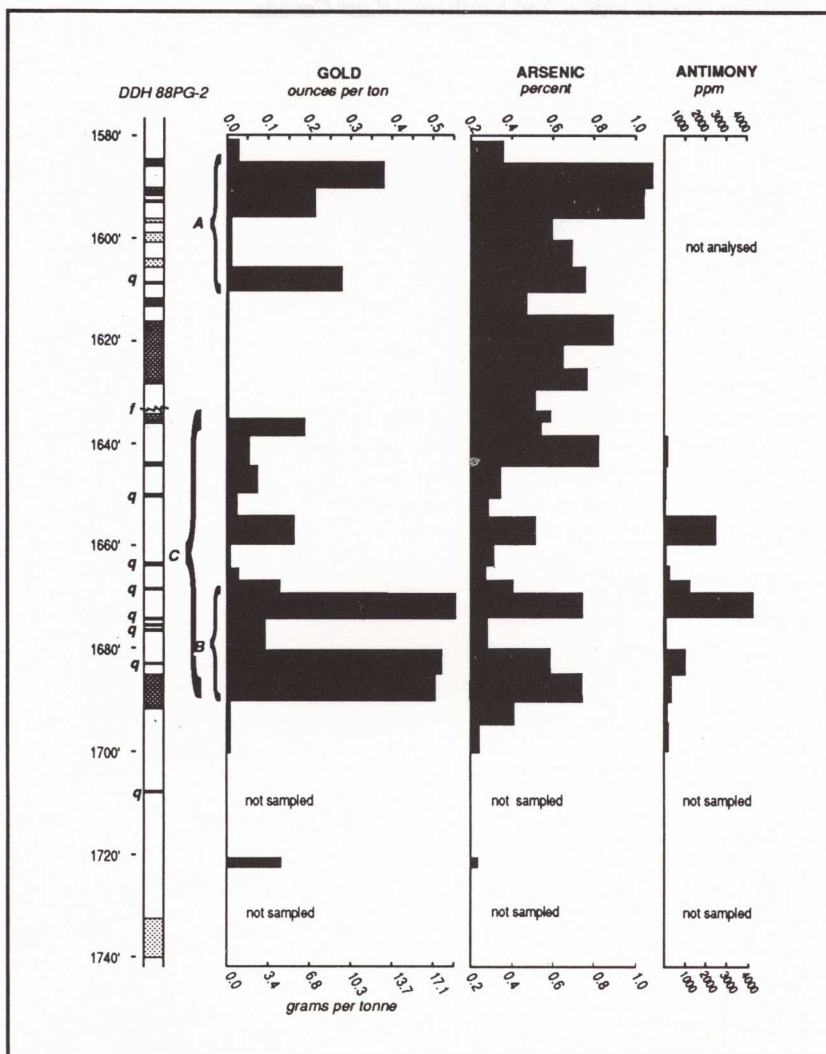 DDH 88PG-2
GOLD
ounces per ton
ARSENIC
percent
ANTIMONY
ppm
0.0 0.1 0.2 0.3 0.4 0.5
0.2 0.4 0.6 0.8 1.0
1000 2000 3000 4000
1580'
1600'
1620'
1640'
1660'
1680'
1700'
1720'
1740'
q
f
q
q
q
q
q
q
q
A
C
B
not analysed
not sampled
not sampled
not sampled
not sampled
not sampled
not sampled
0.0 3.4 6.8 10.3 13.7 17.1
grams per tonne
0.2 0.4 0.6 0.8 1.0
1000 2000 3000 4000